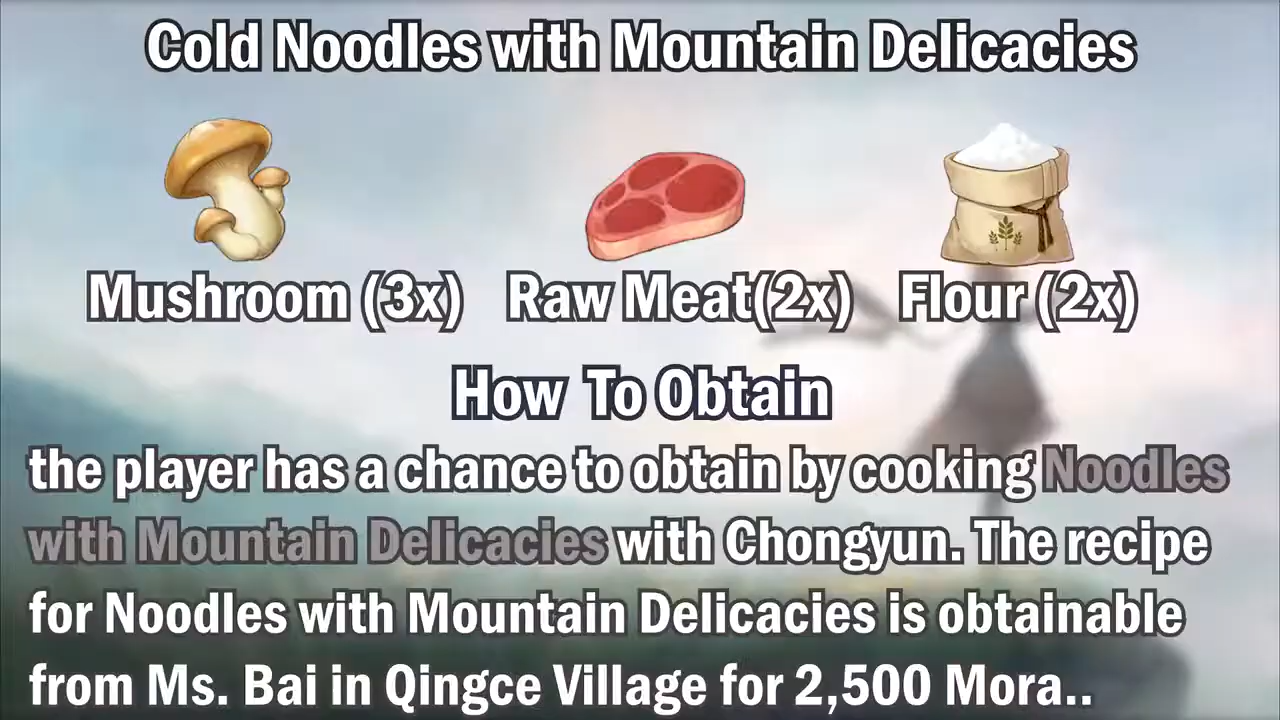 Cold Noodles with Mountain Delicacies
Mushroom (3x) Raw Meat(2x) Flour (2x)
How To Obtain
the player has a chance to obtain by cooking Noodles
with Mountain Delicacies with Chongyun. The recipe
for Noodles with Mountain Delicacies is obtainable
from Ms. Bai in Qingce Village for 2,500 Mora..